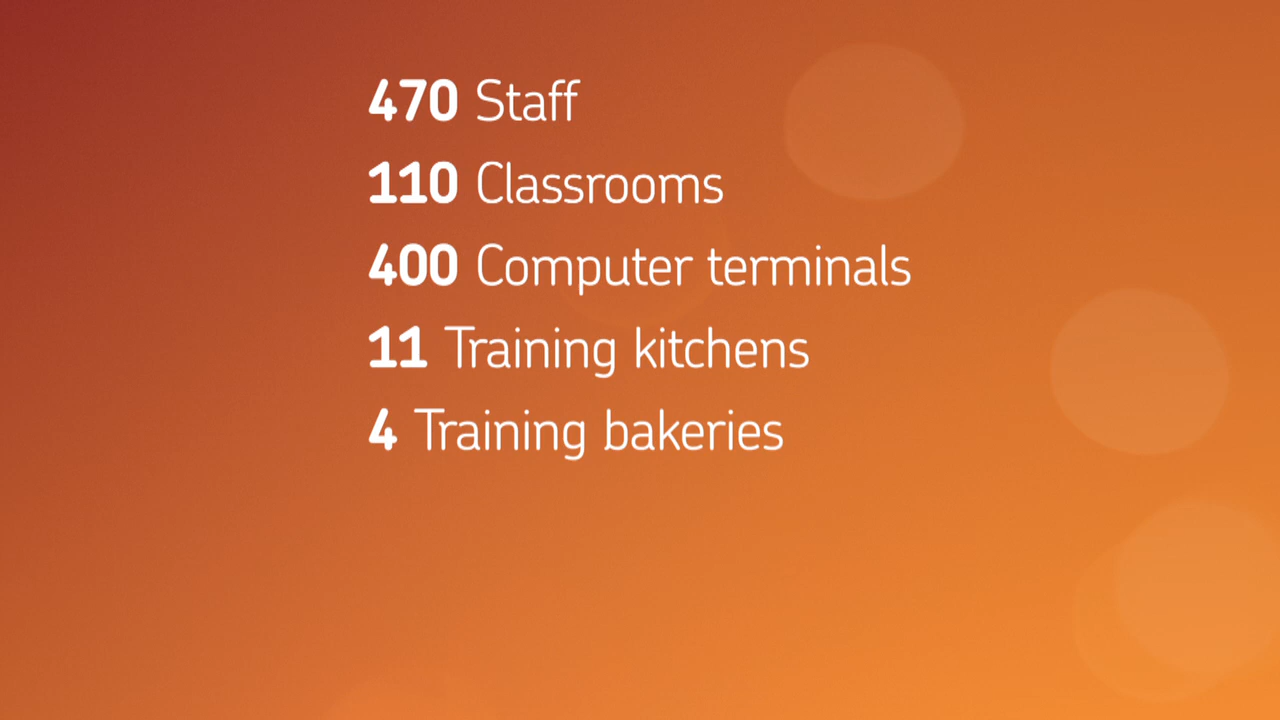 470 Staff
110 Classrooms
400 Computer terminals
11 Training kitchens
4 Training bakeries